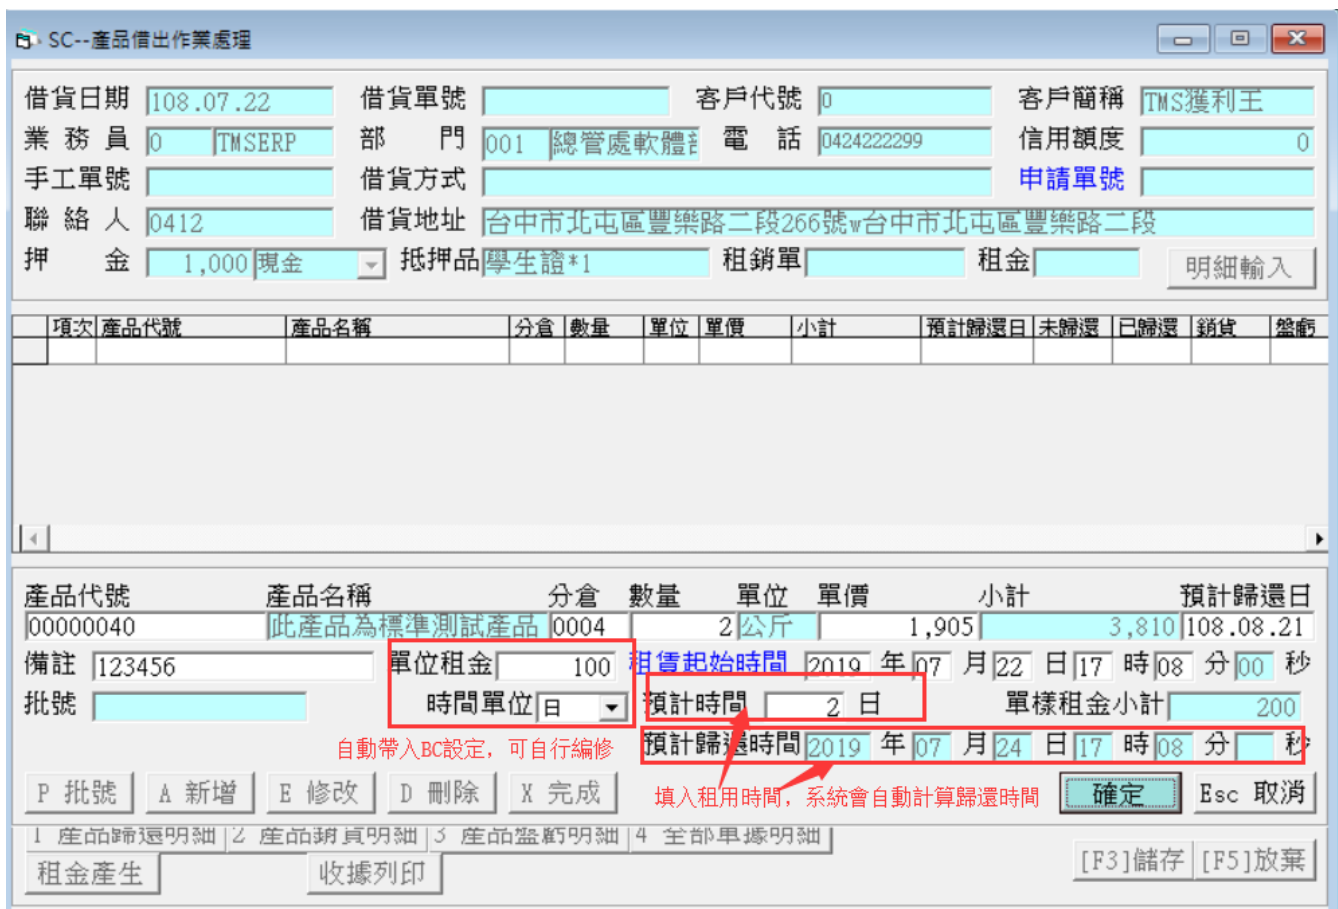 SC--產品借出作業處理
借貨日期 108.07.22 借貨單號 客戶代號 0 客戶簡稱 TMS獲利王
業務員 0 TMSERP 部門 001 總管處軟體 電話 0424222299 信用額度 0
手工單號 借貨方式 申請單號
聯絡人 0412 借貨地址 台中市北屯區豐樂路二段266號w台中市北屯區豐樂路二段
押金 1,000 現金 抵押品 學生證*1 租銷單 租金 明細輸入
項次 產品代號 產品名稱 分倉 數量 單位 單價 小計 預計歸還日 未歸還 已歸還 銷貨 盤虧
產品代號 產品名稱 分倉 數量 單位 單價 小計 預計歸還日
00000040 此產品為標準測試產品 0004 2 公斤 1,905 3,810 108.08.21
備註 123456 單位租金 100 租賃起始時間 2019 年 07 月 22 日 17 時 08 分 00 秒
批號 時間單位 日 預計時間 2 日 單樣租金小計 200
自動帶入BC設定，可自行編修 預計歸還時間 2019 年 07 月 24 日 17 時 08 分 秒
P 批號 A 新增 E 修改 D 刪除 X 完成 填入租用時間，系統會自動計算歸還時間 確定 Esc 取消
1 產品歸還明細 2 產品銷貨明細 3 產品盤虧明細 4 全部單據明細
租金產生 收據列印 [F3]儲存 [F5]放棄